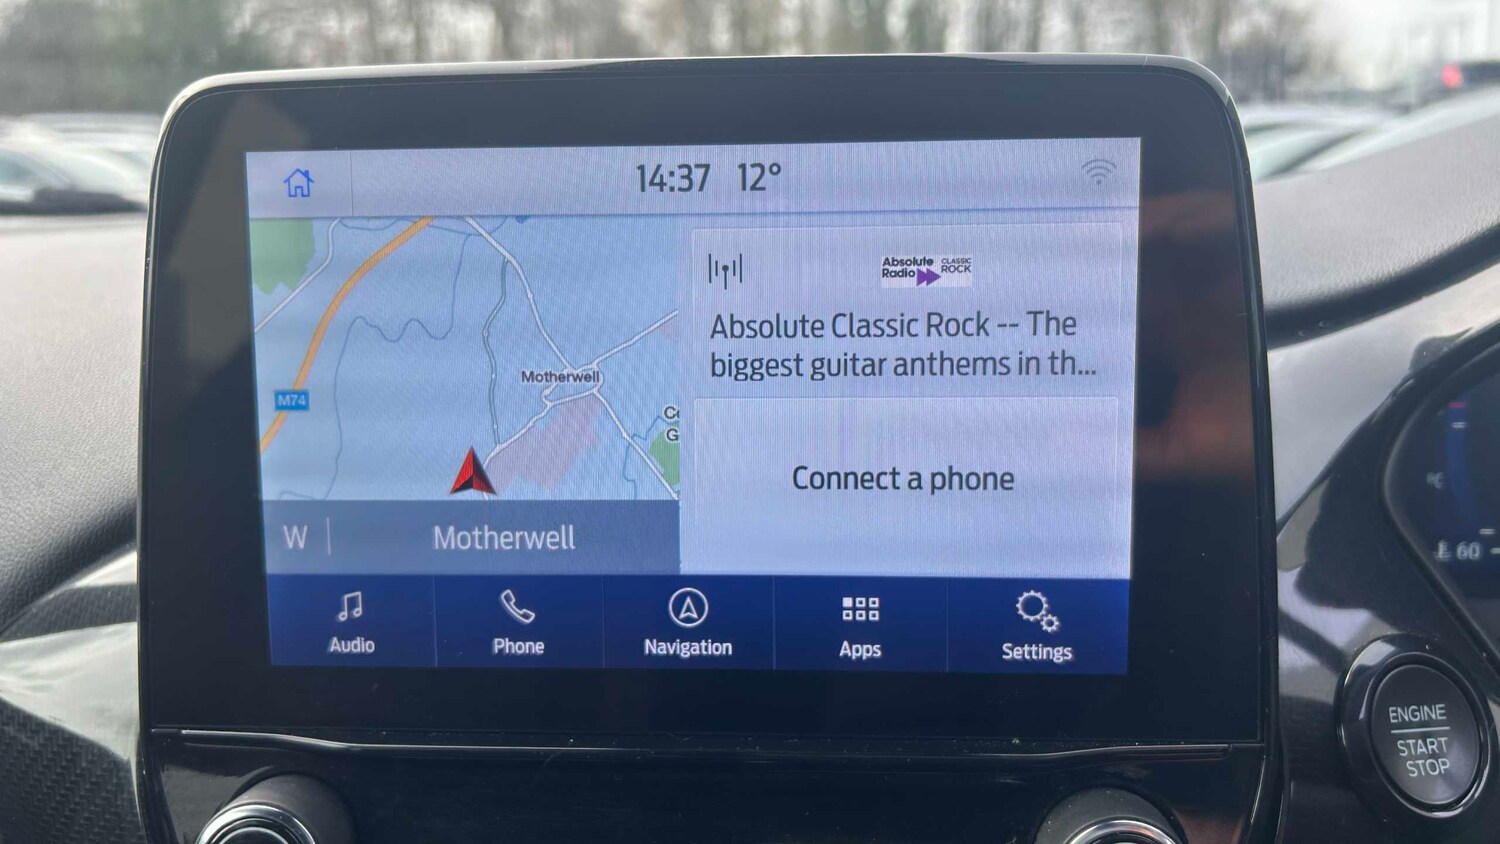 14:37 12°
Absolute
Radio
CLASSIC
ROCK
Absolute Classic Rock -- The
biggest guitar anthems in th...
Motherwell
M74
Connect a phone
W
Motherwell
Audio
Phone
Navigation
Apps
Settings
60
ENGINE
START
STOP